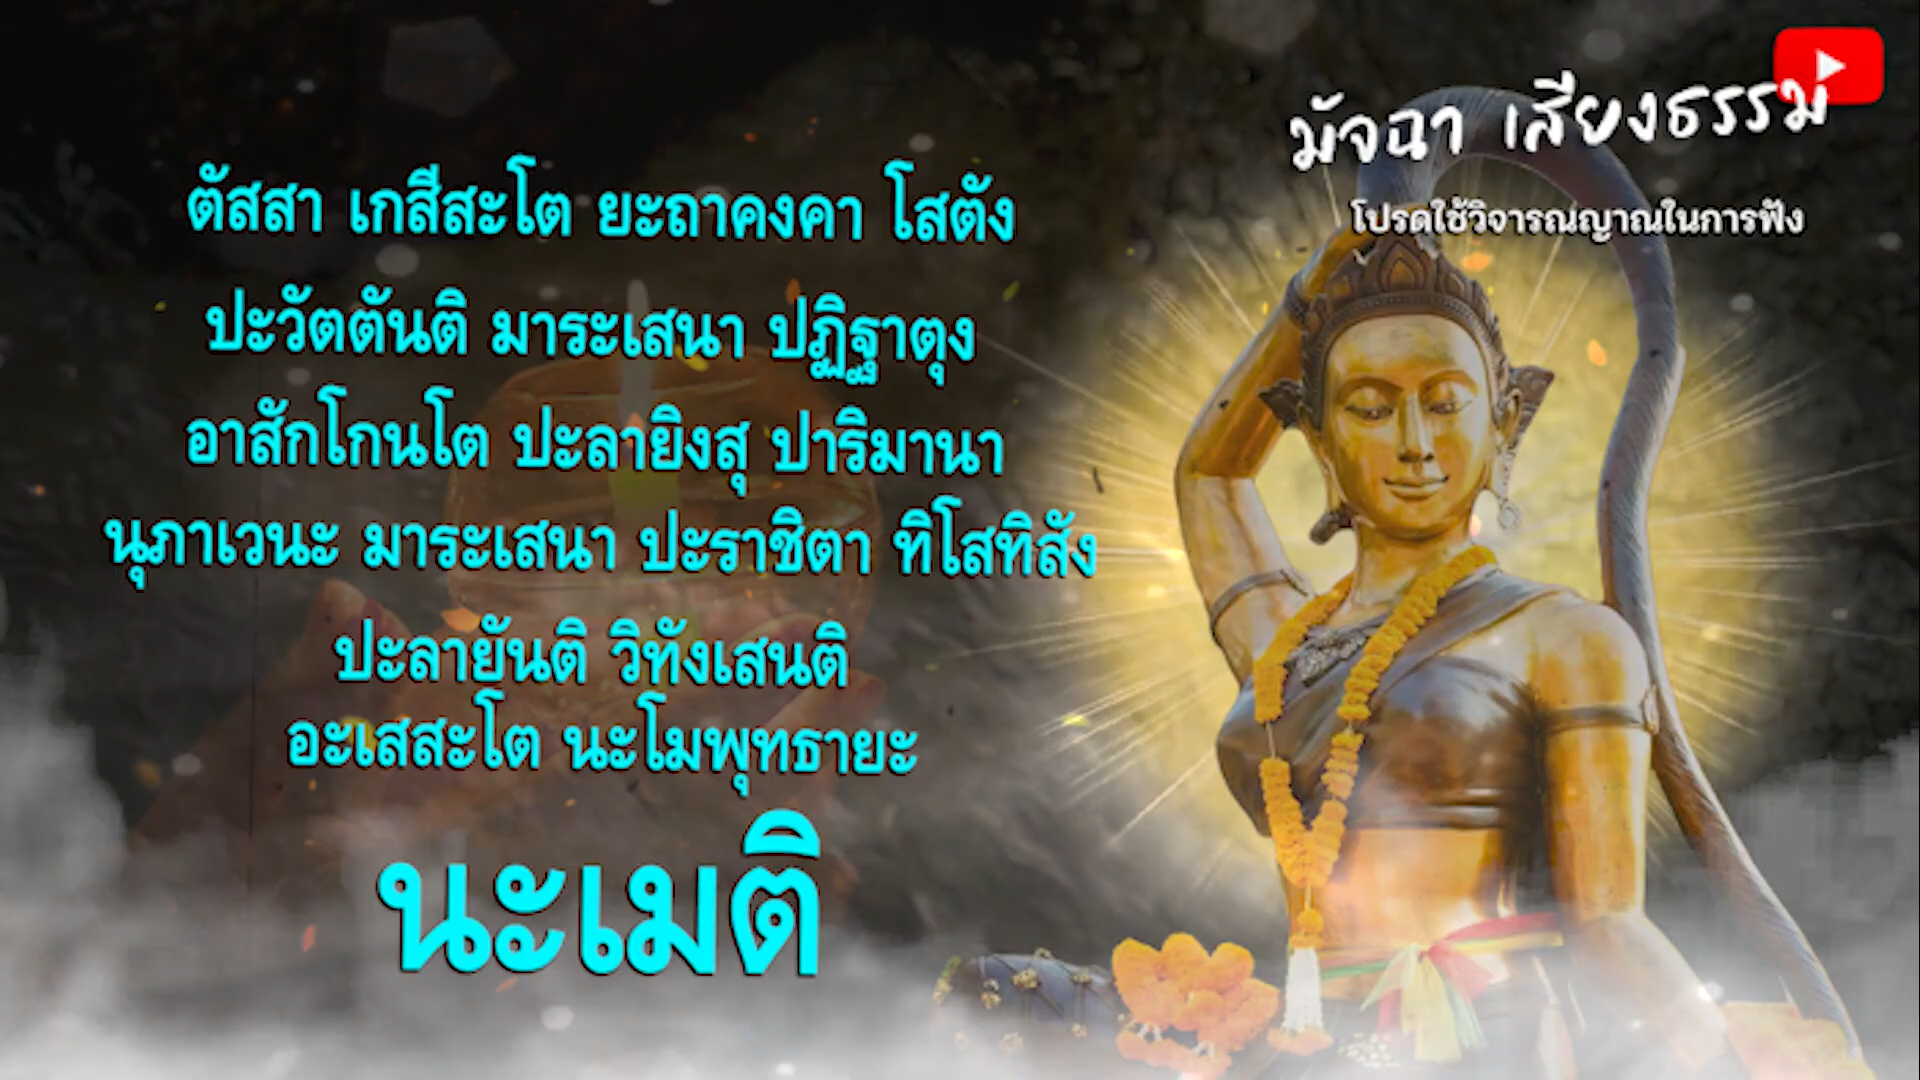 มัจฉา เสียงธรรม
โปรดใช้วิจารณญาณในการฟัง
ตัสสา เกสีสะโต ยะถาคงคา โสตัง
ปะวัตตันติ มาระเสนา ปฏิฐาตุง
อาสักโกนโต ปะลายิงสุ ปาริมานา
นุภาเวนะ มาระเสนา ปะราชิตา ทิโสทิสัง
ปะลายันติ วิทังเสนติ
อะเสสะโต นะโมพุทธายะ
นะเมติ